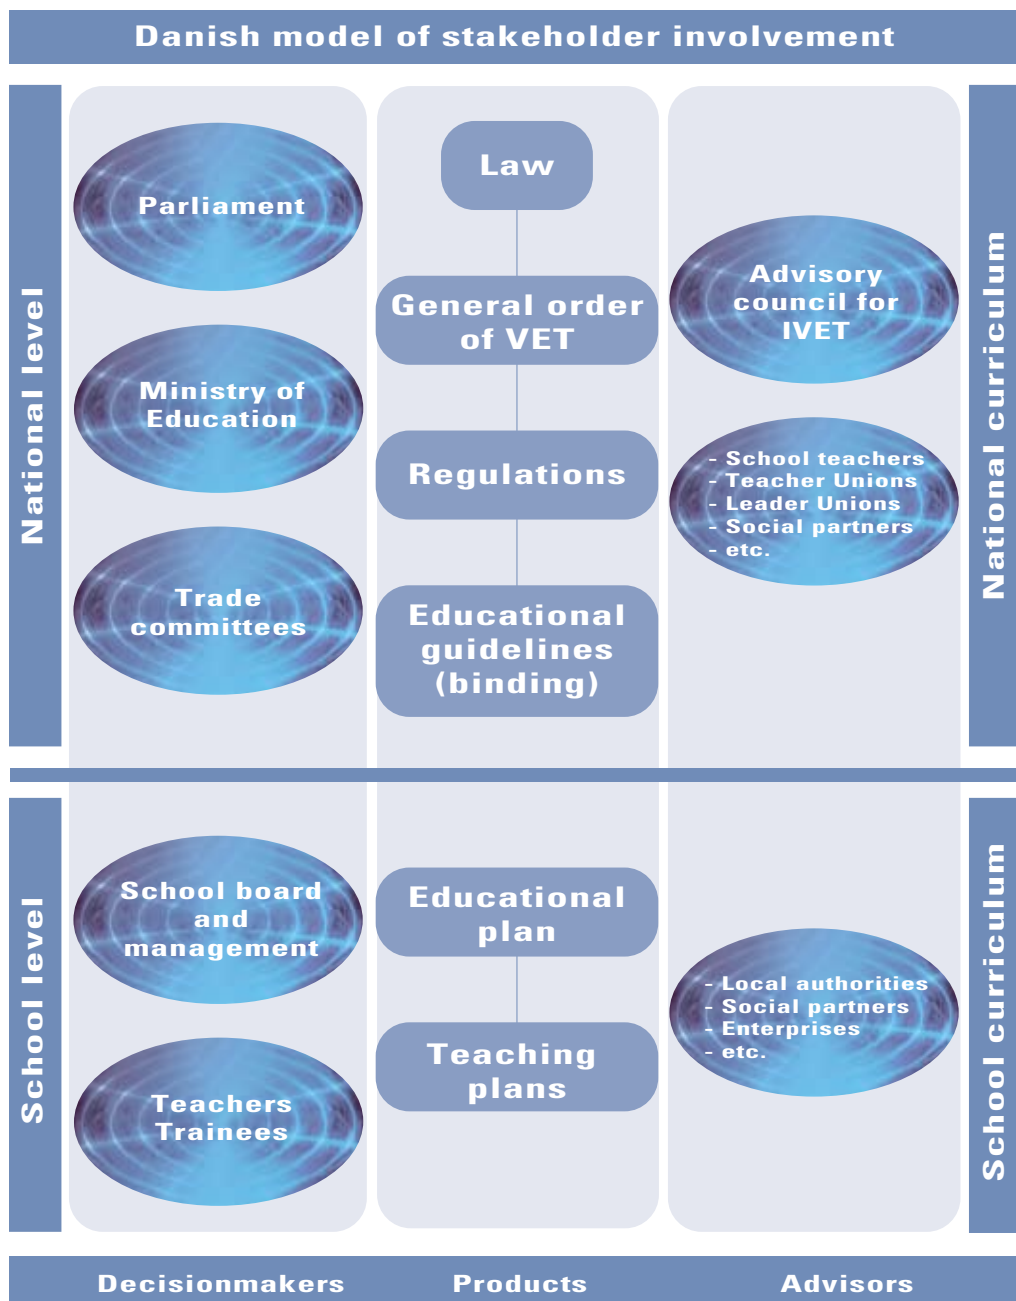 Danish model of stakeholder involvement
National level
Parliament
Ministry of
Education
Trade
committees
Law
General order
of VET
Regulations
Educational
guidelines
(binding)
Advisory
council for
IVET
- School teachers
- Teacher Unions
- Leader Unions
- Social partners
- etc.
National curriculum
School level
School board
and
management
Teachers
Trainees
Educational
plan
Teaching
plans
- Local authorities
- Social partners
- Enterprises
- etc.
School curriculum
Decisionmakers
Products
Advisors